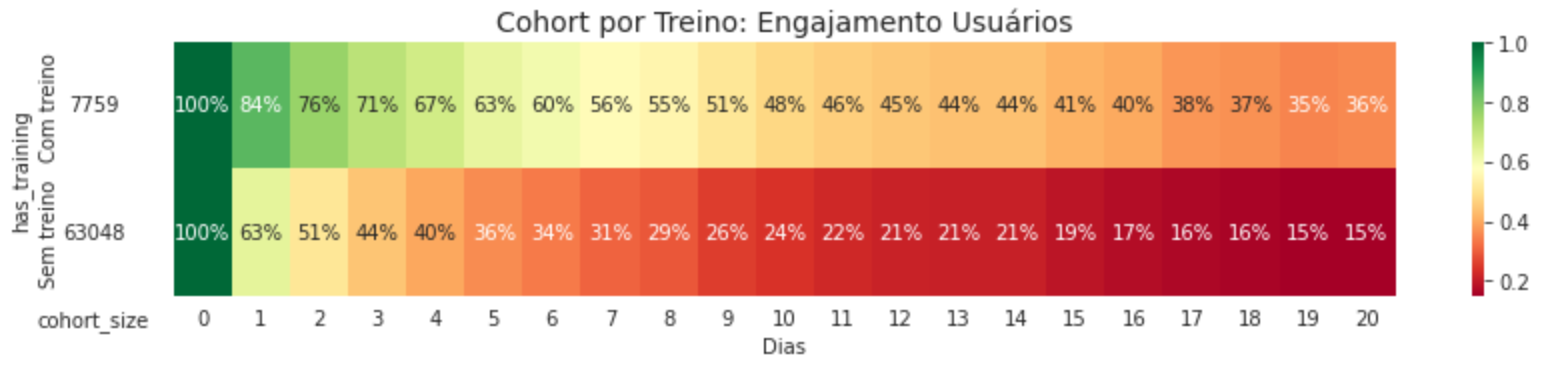 Cohort por Treino: Engajamento Usuários
has_training
Com treino
7759
100% 84% 76% 71% 67% 63% 60% 56% 55% 51% 48% 46% 45% 44% 44% 41% 40% 38% 37% 35% 36%
Sem treino
63048
100% 63% 51% 44% 40% 36% 34% 31% 29% 26% 24% 22% 21% 21% 21% 19% 17% 16% 16% 15% 15%
cohort_size
0 1 2 3 4 5 6 7 8 9 10 11 12 13 14 15 16 17 18 19 20
Dias
1.0
0.8
0.6
0.4
0.2